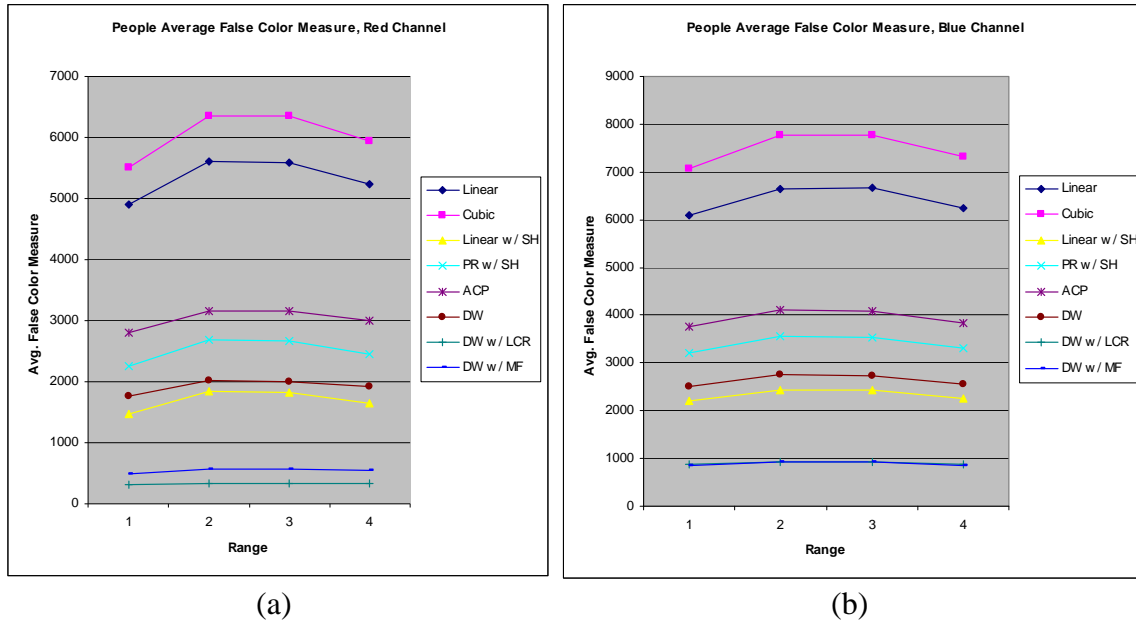 People Average False Color Measure, Red Channel
7000
6000
5000
4000
3000
2000
1000
0
1 2 3 4
Avg. False Color Measure
Range
Linear
Cubic
Linear w / SH
PR w / SH
ACP
DW
DW w / LCR
DW w / MF
(a)
People Average False Color Measure, Blue Channel
9000
8000
7000
6000
5000
4000
3000
2000
1000
0
1 2 3 4
Avg. False Color Measure
Range
Linear
Cubic
Linear w / SH
PR w / SH
ACP
DW
DW w / LCR
DW w / MF
(b)